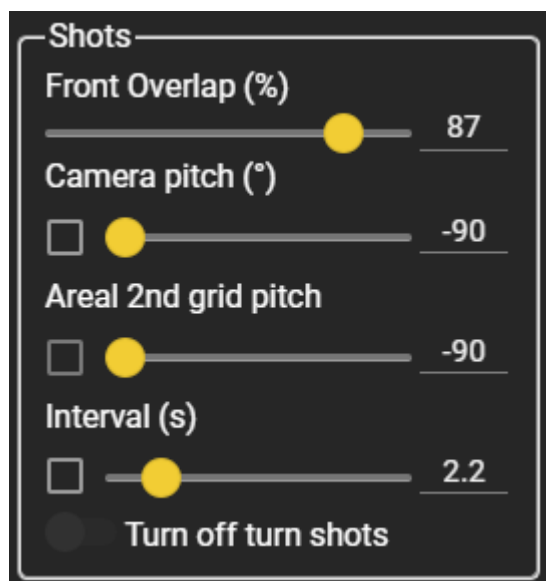 Shots
Front Overlap (%)
87
Camera pitch (°)
-90
Areal 2nd grid pitch
-90
Interval (s)
2.2
Turn off turn shots